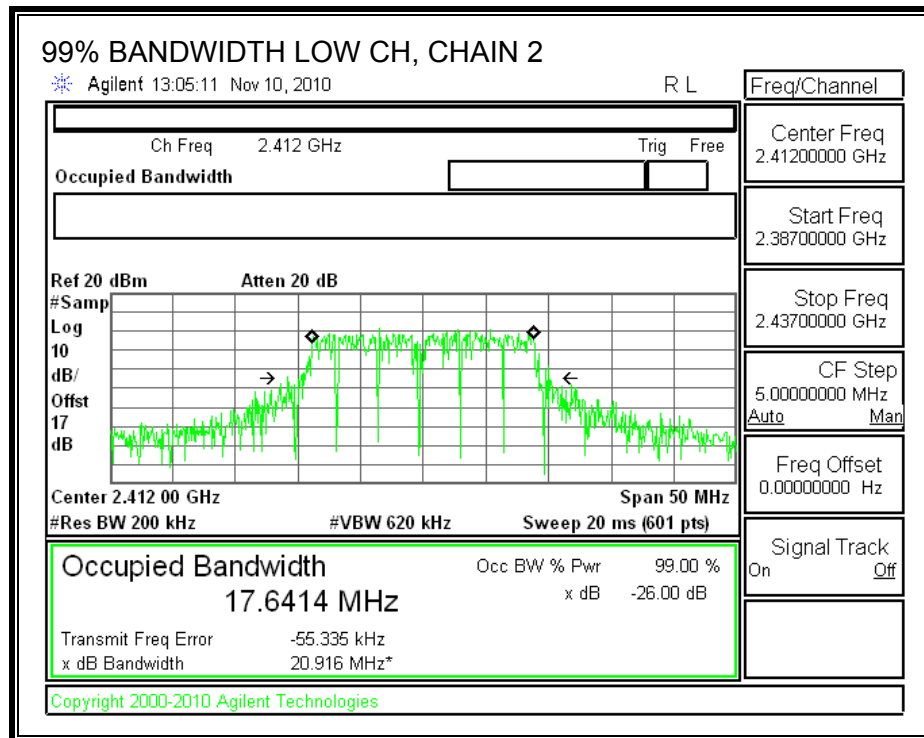 99% BANDWIDTH LOW CH, CHAIN 2
Agilent 13:05:11 Nov 10, 2010 R L
Ch Freq 2.412 GHz Trig Free
Occupied Bandwidth
Ref 20 dBm Atten 20 dB
#Samp
Log
10
dB/
Offst
17
dB
Center 2.412 00 GHz Span 50 MHz
#Res BW 200 kHz #VBW 620 kHz Sweep 20 ms (601 pts)
Occupied Bandwidth
17.6414 MHz
Occ BW % Pwr 99.00 %
x dB -26.00 dB
Transmit Freq Error -55.335 kHz
x dB Bandwidth 20.916 MHz*
Copyright 2000-2010 Agilent Technologies
Freq/Channel
Center Freq
2.41200000 GHz
Start Freq
2.38700000 GHz
Stop Freq
2.43700000 GHz
CF Step
5.00000000 MHz
Auto Man
Freq Offset
0.00000000 Hz
Signal Track
On Off